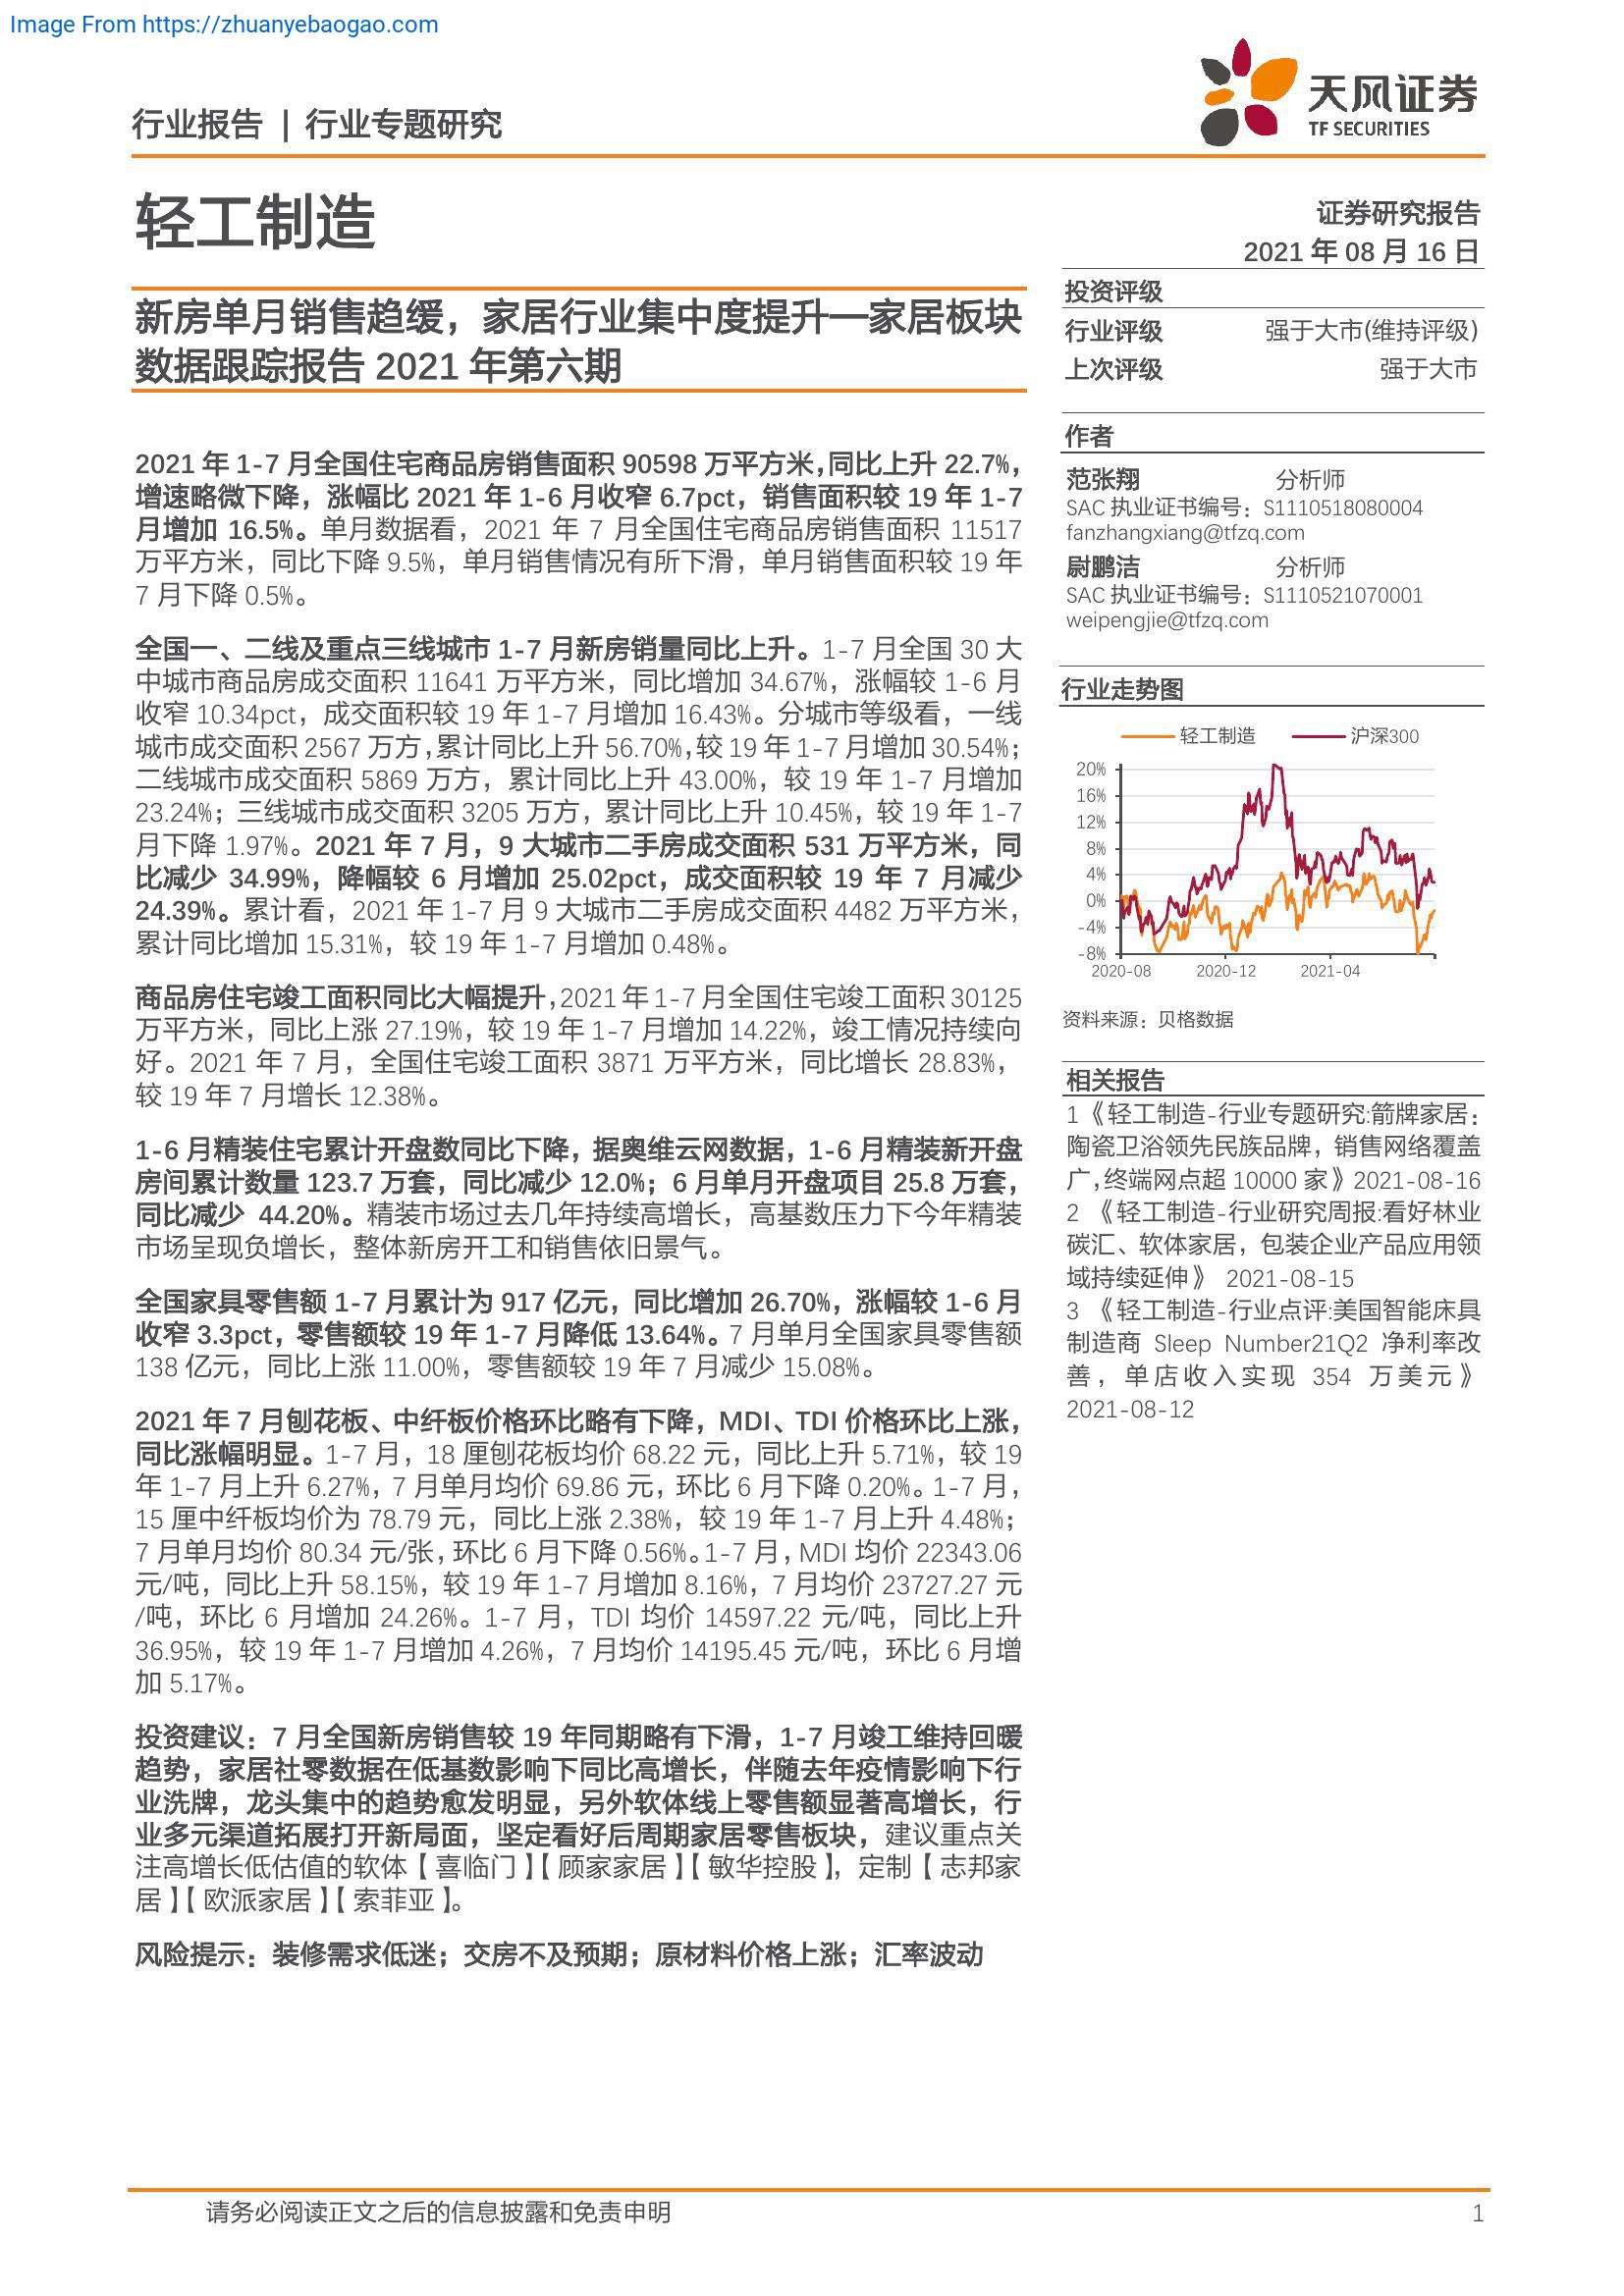 Image From https://zhuanyebaogao.com
行业报告 | 行业专题研究
天风证券
TF SECURITIES
轻工制造
证券研究报告
2021 年 08 月 16 日
新房单月销售趋缓，家居行业集中度提升—家居板块
数据跟踪报告 2021 年第六期
2021 年 1-7 月全国住宅商品房销售面积 90598 万平方米，同比上升 22.7%，
增速略微下降，涨幅比 2021 年 1-6 月收窄 6.7pct，销售面积较 19 年 1-7
月增加 16.5%。单月数据看，2021 年 7 月全国住宅商品房销售面积 11517
万平方米，同比下降 9.5%，单月销售情况有所下滑，单月销售面积较 19 年
7 月下降 0.5%。
全国一、二线及重点三线城市 1-7 月新房销量同比上升。1-7 月全国 30 大
中城市商品房成交面积 11641 万平方米，同比增加 34.67%，涨幅较 1-6 月
收窄 10.34pct，成交面积较 19 年 1-7 月增加 16.43%。分城市等级看，一线
城市成交面积 2567 万方，累计同比上升 56.70%，较 19 年 1-7 月增加 30.54%；
二线城市成交面积 5869 万方，累计同比上升 43.00%，较 19 年 1-7 月增加
23.24%；三线城市成交面积 3205 万方，累计同比上升 10.45%，较 19 年 1-7
月下降 1.97%。2021 年 7 月，9 大城市二手房成交面积 531 万平方米，同
比减少 34.99%，降幅较 6 月增加 25.02pct，成交面积较 19 年 7 月减少
24.39%。累计看，2021 年 1-7 月 9 大城市二手房成交面积 4482 万平方米，
累计同比增加 15.31%，较 19 年 1-7 月增加 0.48%。
商品房住宅竣工面积同比大幅提升，2021 年 1-7 月全国住宅竣工面积 30125
万平方米，同比上涨 27.19%，较 19 年 1-7 月增加 14.22%，竣工情况持续向
好。2021 年 7 月，全国住宅竣工面积 3871 万平方米，同比增长 28.83%，
较 19 年 7 月增长 12.38%。
1-6 月精装住宅累计开盘数同比下降，据奥维云网数据，1-6 月精装新开盘
房间累计数量 123.7 万套，同比减少 12.0%；6 月单月开盘项目 25.8 万套，
同比减少 44.20%。精装市场过去几年持续高增长，高基数压力下今年精装
市场呈现负增长，整体新房开工和销售依旧景气。
全国家具零售额 1-7 月累计为 917 亿元，同比增加 26.70%，涨幅较 1-6 月
收窄 3.3pct，零售额较 19 年 1-7 月降低 13.64%。7 月单月全国家具零售额
138 亿元，同比上涨 11.00%，零售额较 19 年 7 月减少 15.08%。
2021 年 7 月刨花板、中纤板价格环比略有下降，MDI、TDI 价格环比上涨，
同比涨幅明显。1-7 月，18 厘刨花板均价 68.22 元，同比上升 5.71%，较 19
年 1-7 月上升 6.27%，7 月单月均价 69.86 元，环比 6 月下降 0.20%。1-7 月，
15 厘中纤板均价为 78.79 元，同比上涨 2.38%，较 19 年 1-7 月上升 4.48%；
7 月单月均价 80.34 元/张，环比 6 月下降 0.56%。1-7 月，MDI 均价 22343.06
元/吨，同比上升 58.15%，较 19 年 1-7 月增加 8.16%，7 月均价 23727.27 元
/吨，环比 6 月增加 24.26%。1-7 月，TDI 均价 14597.22 元/吨，同比上升
36.95%，较 19 年 1-7 月增加 4.26%，7 月均价 14195.45 元/吨，环比 6 月增
加 5.17%。
投资建议：7 月全国新房销售较 19 年同期略有下滑，1-7 月竣工维持回暖
趋势，家居社零数据在低基数影响下同比高增长，伴随去年疫情影响下行
业洗牌，龙头集中的趋势愈发明显，另外软体线上零售额显著高增长，行
业多元渠道拓展打开新局面，坚定看好后周期家居零售板块，建议重点关
注高增长低估值的软体【喜临门】【顾家家居】【敏华控股】，定制【志邦家
居】【欧派家居】【索菲亚】。
风险提示：装修需求低迷；交房不及预期；原材料价格上涨；汇率波动
投资评级
行业评级 强于大市(维持评级)
上次评级 强于大市
作者
范张翔 分析师
SAC 执业证书编号：S1110518080004
fanzhangxiang@tfzq.com
尉鹏洁 分析师
SAC 执业证书编号：S1110521070001
weipengjie@tfzq.com
行业走势图
轻工制造 沪深300
20%
16%
12%
8%
4%
0%
-4%
-8%
2020-08 2020-12 2021-04
资料来源：贝格数据
相关报告
1 《轻工制造-行业专题研究:箭牌家居：
陶瓷卫浴领先民族品牌，销售网络覆盖
广，终端网点超 10000 家》 2021-08-16
2 《轻工制造-行业研究周报:看好林业
碳汇、软体家居，包装企业产品应用领
域持续延伸》 2021-08-15
3 《轻工制造-行业点评:美国智能床具
制造商 Sleep Number21Q2 净利率改
善，单店收入实现 354 万美元》
2021-08-12
请务必阅读正文之后的信息披露和免责申明 1